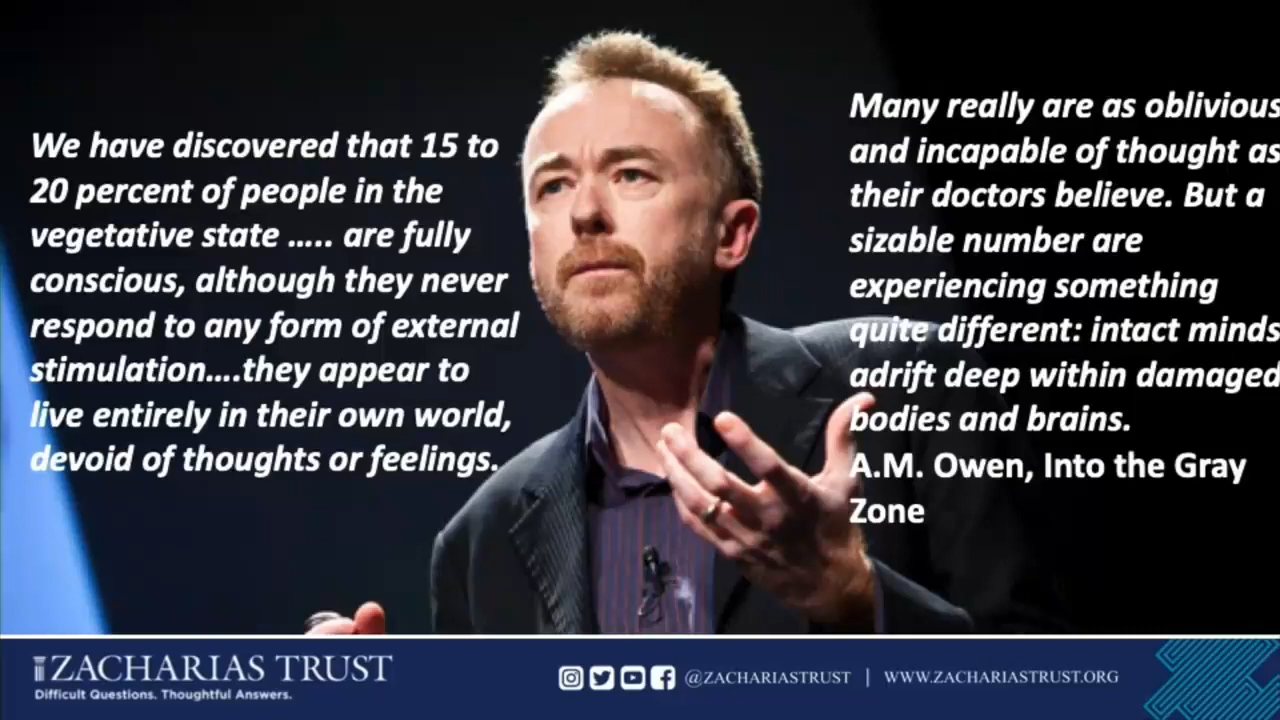 We have discovered that 15 to
20 percent of people in the
vegetative state ..... are fully
conscious, although they never
respond to any form of external
stimulation....they appear to
live entirely in their own world,
devoid of thoughts or feelings.
Many really are as oblivious
and incapable of thought as
their doctors believe. But a
sizable number are
experiencing something
quite different: intact minds
adrift deep within damaged
bodies and brains.
A.M. Owen, Into the Gray
Zone
ZACHARIAS TRUST
Difficult Questions. Thoughtful Answers.
@ZACHARIASTRUST | WWW.ZACHARIASTRUST.ORG